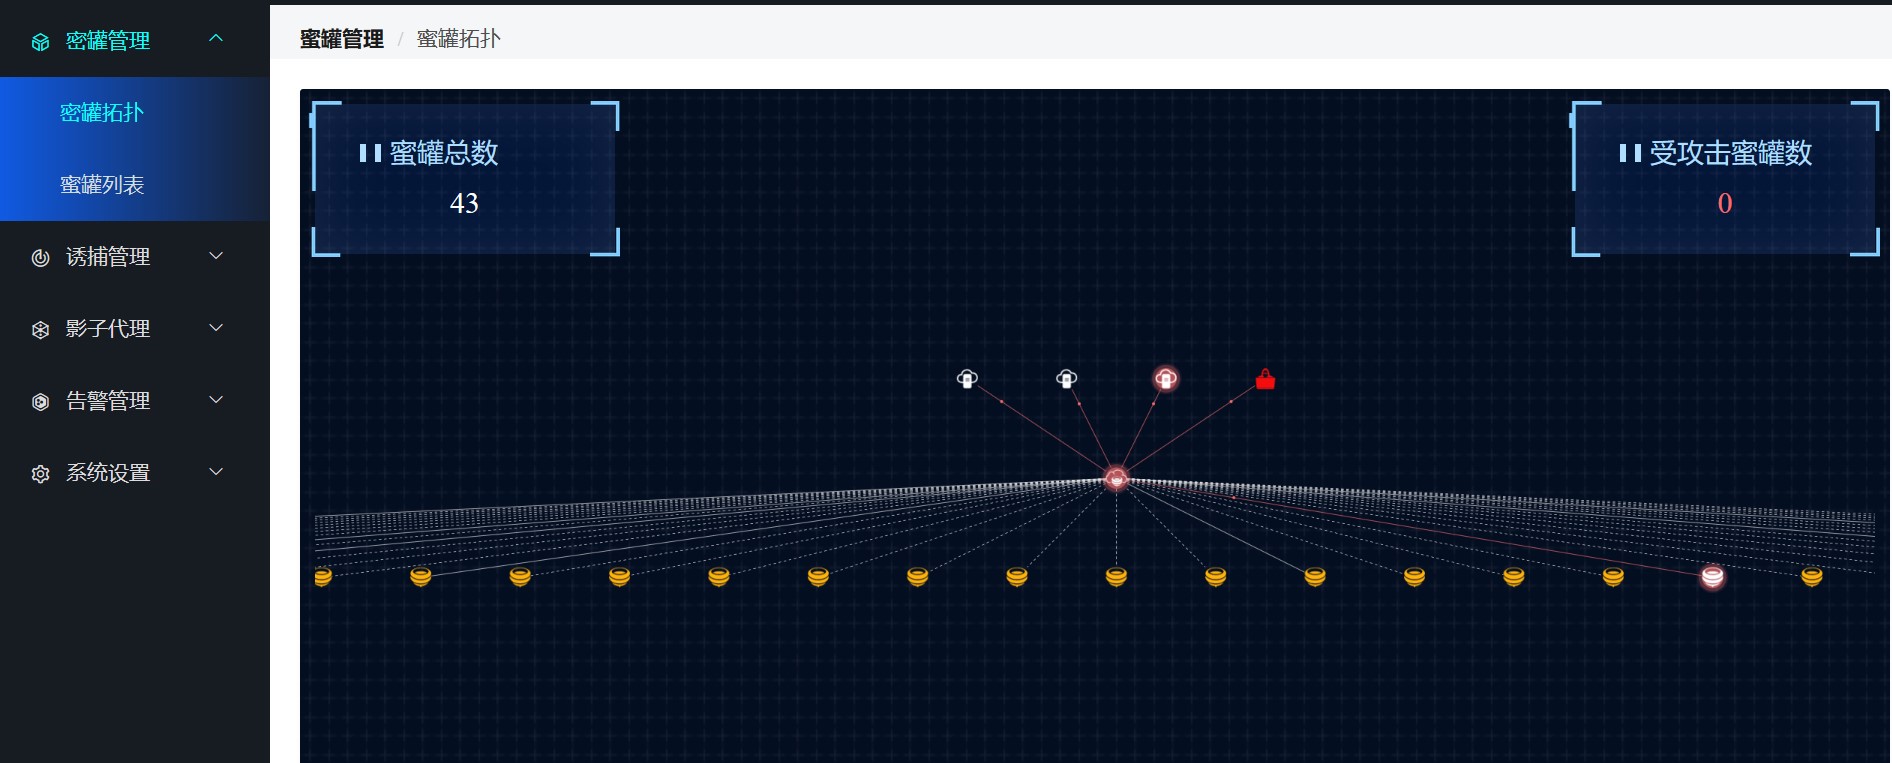 密罐管理
密罐拓扑
蜜罐列表
诱捕管理
影子代理
告警管理
系统设置
蜜罐管理 / 蜜罐拓扑
蜜罐总数
43
受攻击蜜罐数
0